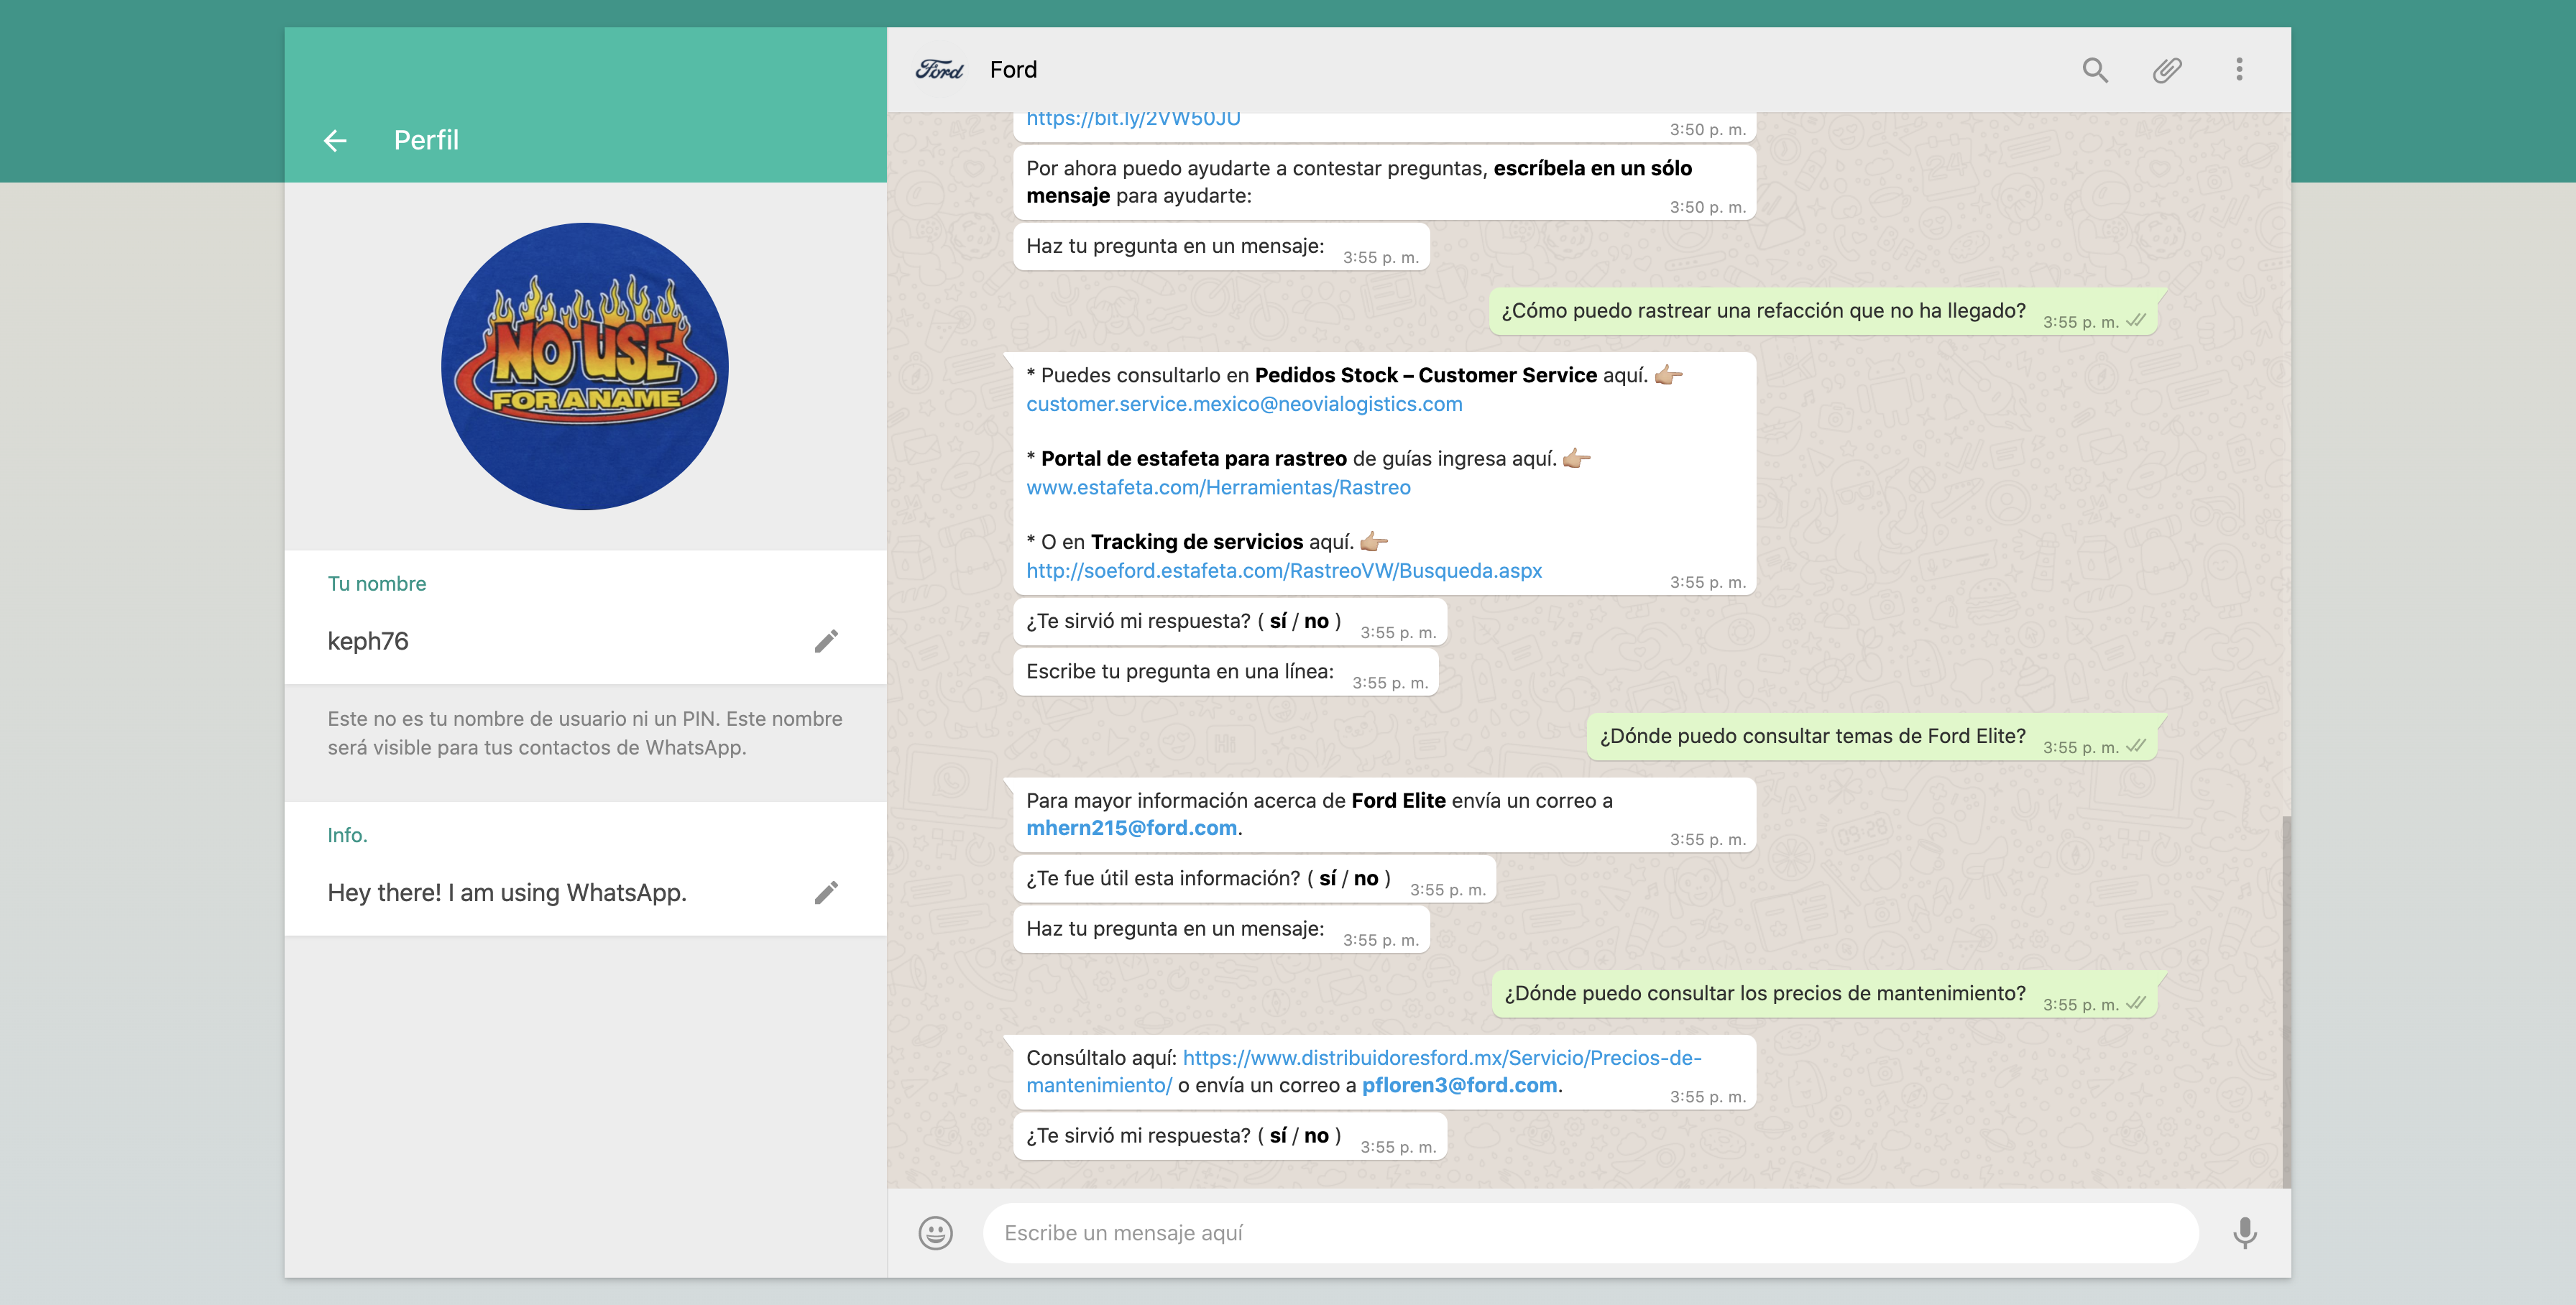 Perfil
NO USE
FOR A NAME
Tu nombre
keph76
Este no es tu nombre de usuario ni un PIN. Este nombre
será visible para tus contactos de WhatsApp.
Info.
Hey there! I am using WhatsApp.
Ford Ford
https://bit.ly/2VW50JU
3:50 p. m.
Por ahora puedo ayudarte a contestar preguntas, escríbela en un sólo
mensaje para ayudarte:
3:50 p. m.
Haz tu pregunta en un mensaje: 3:55 p. m.
¿Cómo puedo rastrear una refacción que no ha llegado? 3:55 p. m.
* Puedes consultarlo en Pedidos Stock – Customer Service aquí. 👉🏼
customer.service.mexico@neovialogistics.com
* Portal de estafeta para rastreo de guías ingresa aquí. 👉🏼
www.estafeta.com/Herramientas/Rastreo
* O en Tracking de servicios aquí. 👉🏼
http://soeford.estafeta.com/RastreoVW/Busqueda.aspx
3:55 p. m.
¿Te sirvió mi respuesta? ( sí / no ) 3:55 p. m.
Escribe tu pregunta en una línea: 3:55 p. m.
¿Dónde puedo consultar temas de Ford Elite? 3:55 p. m.
Para mayor información acerca de Ford Elite envía un correo a
mhern215@ford.com.
3:55 p. m.
¿Te fue útil esta información? ( sí / no ) 3:55 p. m.
Haz tu pregunta en un mensaje: 3:55 p. m.
¿Dónde puedo consultar los precios de mantenimiento? 3:55 p. m.
Consúltalo aquí: https://www.distribuidoresford.mx/Servicio/Precios-de-
mantenimiento/ o envía un correo a pfloren3@ford.com.
3:55 p. m.
¿Te sirvió mi respuesta? ( sí / no ) 3:55 p. m.
Escribe un mensaje aquí